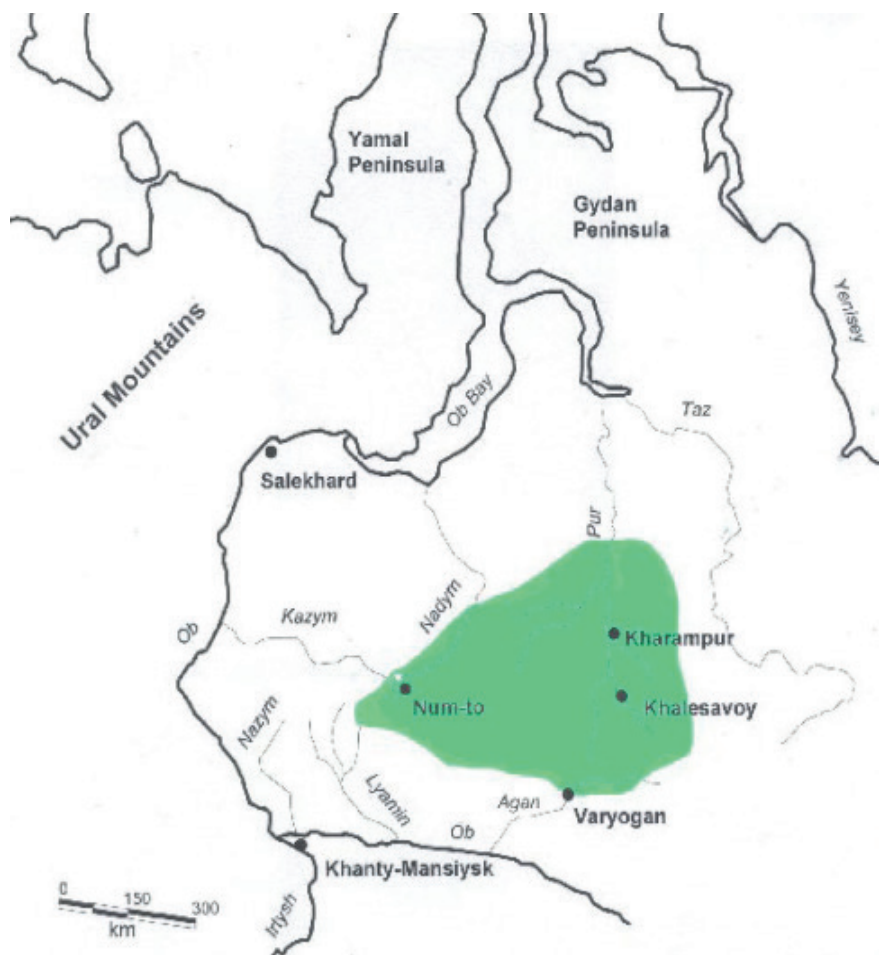 Yamal
Peninsula
Gydan
Peninsula
Yenisey
Ural Mountains
Ob Bay
Taz
Salekhard
Pur
Nadym
Kazym
Ob
Kharampur
Num-to
Khalesavoy
Nazym
Lyamin
Agan
Varyogan
Ob
Khanty-Mansiysk
Irtysh
0
150
300
km